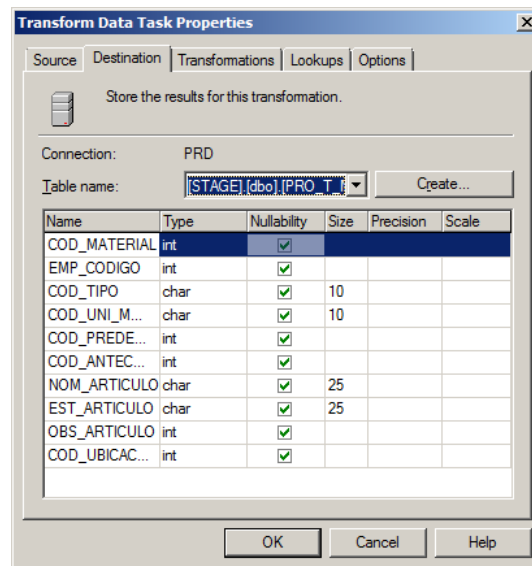 Transform Data Task Properties
Source Destination Transformations Lookups Options
Store the results for this transformation.
Connection: PRD
Table name: [STAGE].[dbo].[PRO_T_ Create...
Name Type Nullability Size Precision Scale
COD_MATERIAL int
EMP_CODIGO int
COD_TIPO char 10
COD_UNI_M... char 10
COD_PREDE... int
COD_ANTEC... int
NOM_ARTICULO char 25
EST_ARTICULO char 25
OBS_ARTICULO int
COD_UBICAC... int
OK Cancel Help